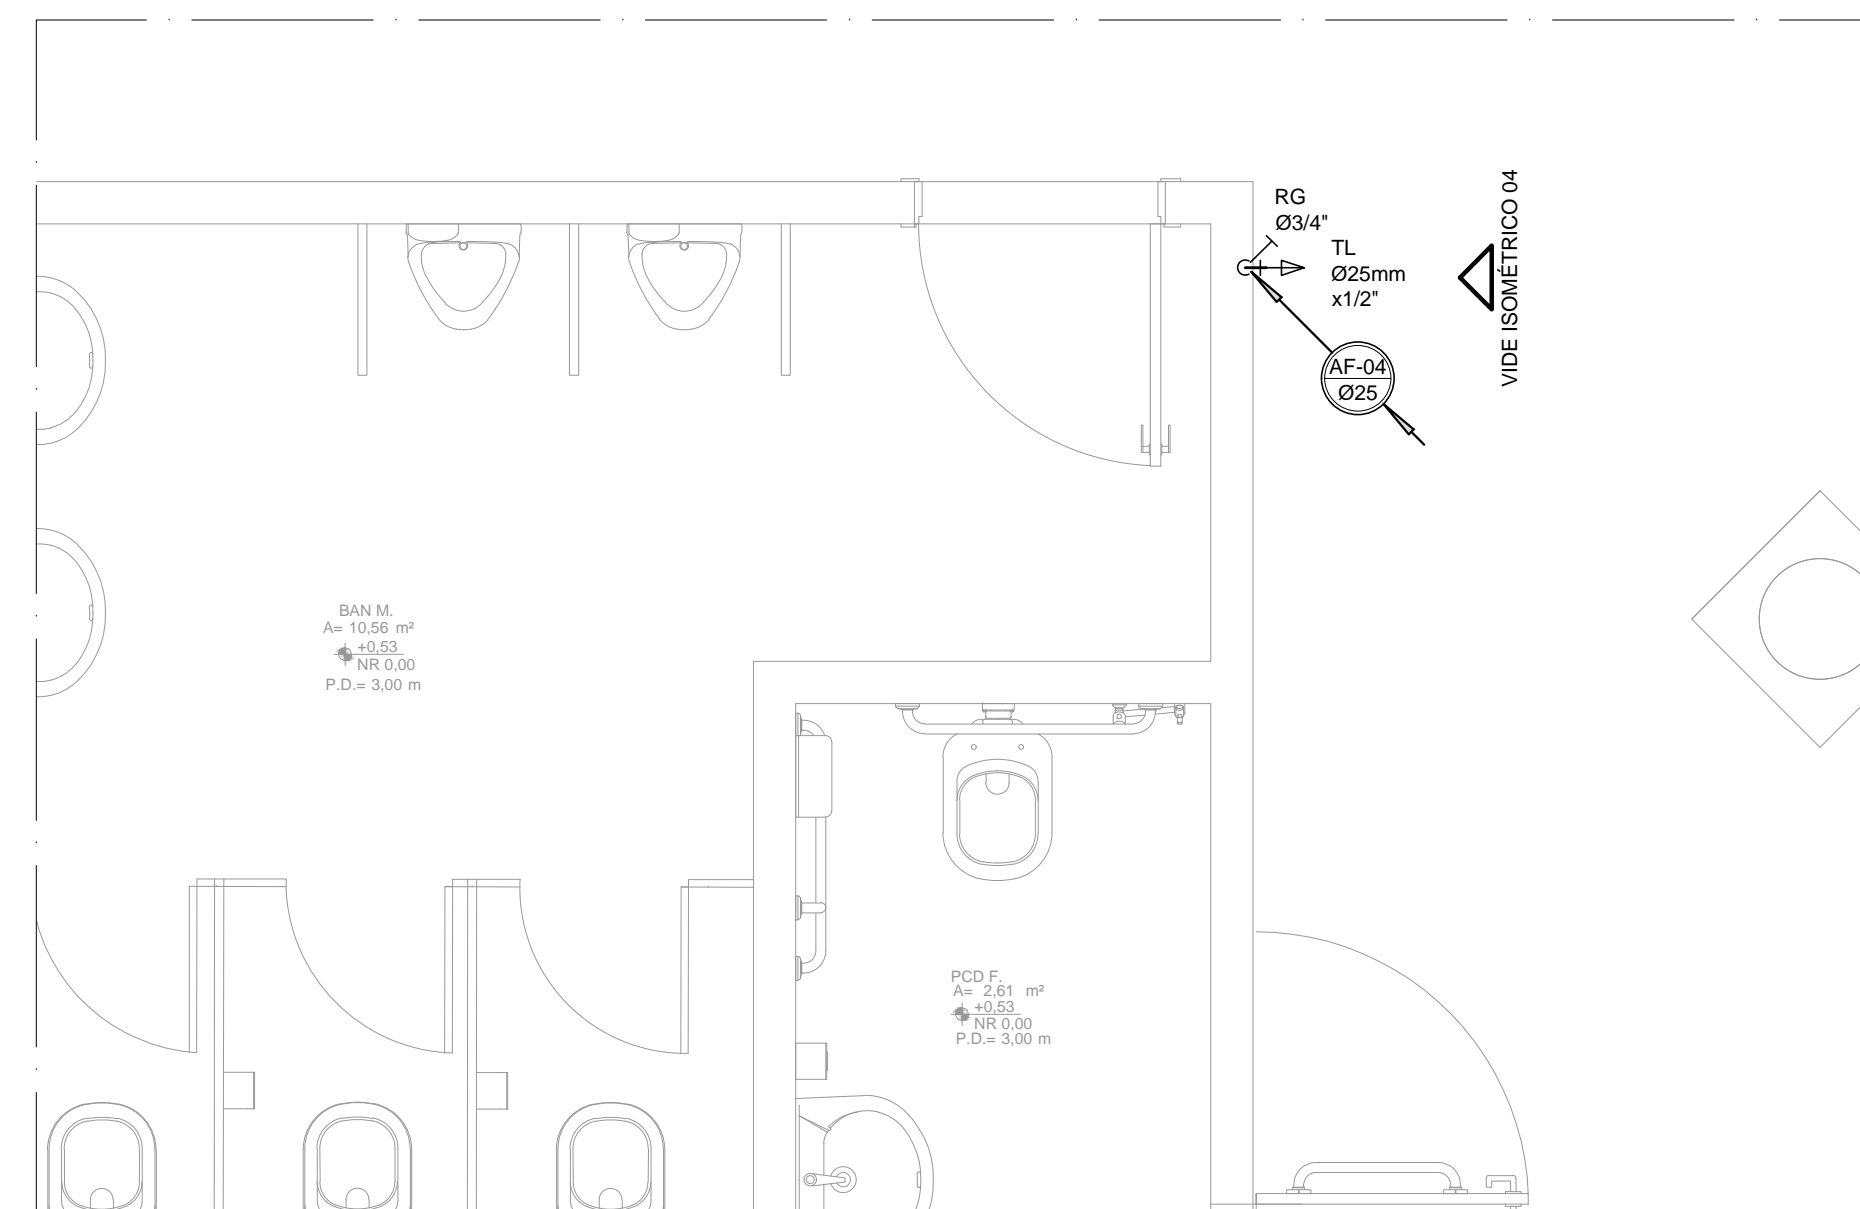 RG
Ø3/4"
TL
Ø25mm
x1/2"
VIDE ISOMÉTRICO 04
AF-04
Ø25
BAN M.
A= 10,56 m²
+0,53
NR 0,00
P.D.= 3,00 m
PCD F.
A= 2,61 m²
+0,53
NR 0,00
P.D.= 3,00 m